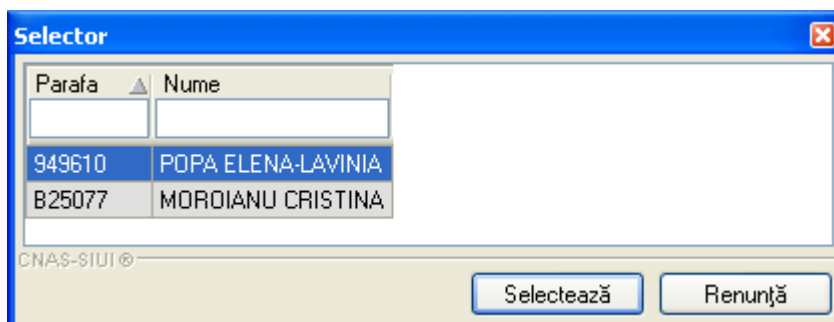 Selector
Parafa Nume
949610 POPA ELENA-LAVINIA
B25077 MOROIANU CRISTINA
CNAS-SIUI®
Selectează Renunţă